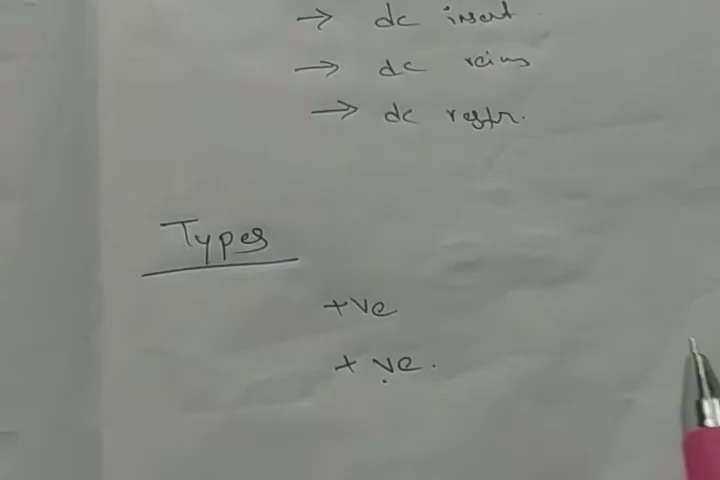 → dc insert
→ dc reins
→ dc restr.
Types
+ve
+ve.